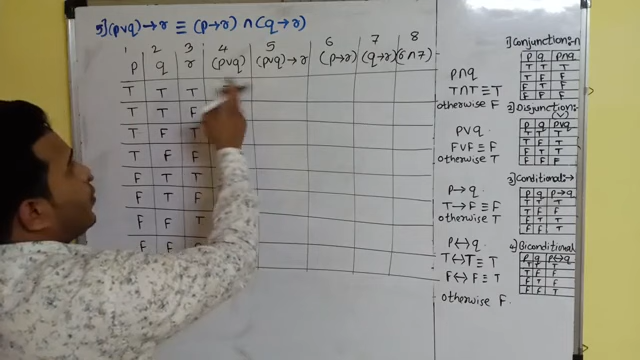 5) (p∨q)→r ≡ (p→r) ∩ (q→r)
1 2 3 4 5 6 7 8
p q r (p∨q) (p∨q)→r (p→r) (q→r) (6∩7)
T T T
T T F
T F T
T F F
F T T
F T F
F F T
F F
1] Conjunction:-∩
p q p∩q
T T T
T F F
F T F
F F F
p∩q
T∩T ≡ T
otherwise F
2] Disjunction:- (∨)
p q p∨q
T T T
T F T
F T T
F F F
p∨q
F∨F ≡ F
otherwise T
3] Conditional:→
p q p→q
T T T
T F F
F T T
F F T
p→q
T→F ≡ F
otherwise T
4] Biconditional
p q p↔q
T T T
T F F
F T F
F F T
p↔q
T↔T ≡ T
F↔F ≡ T
otherwise F.